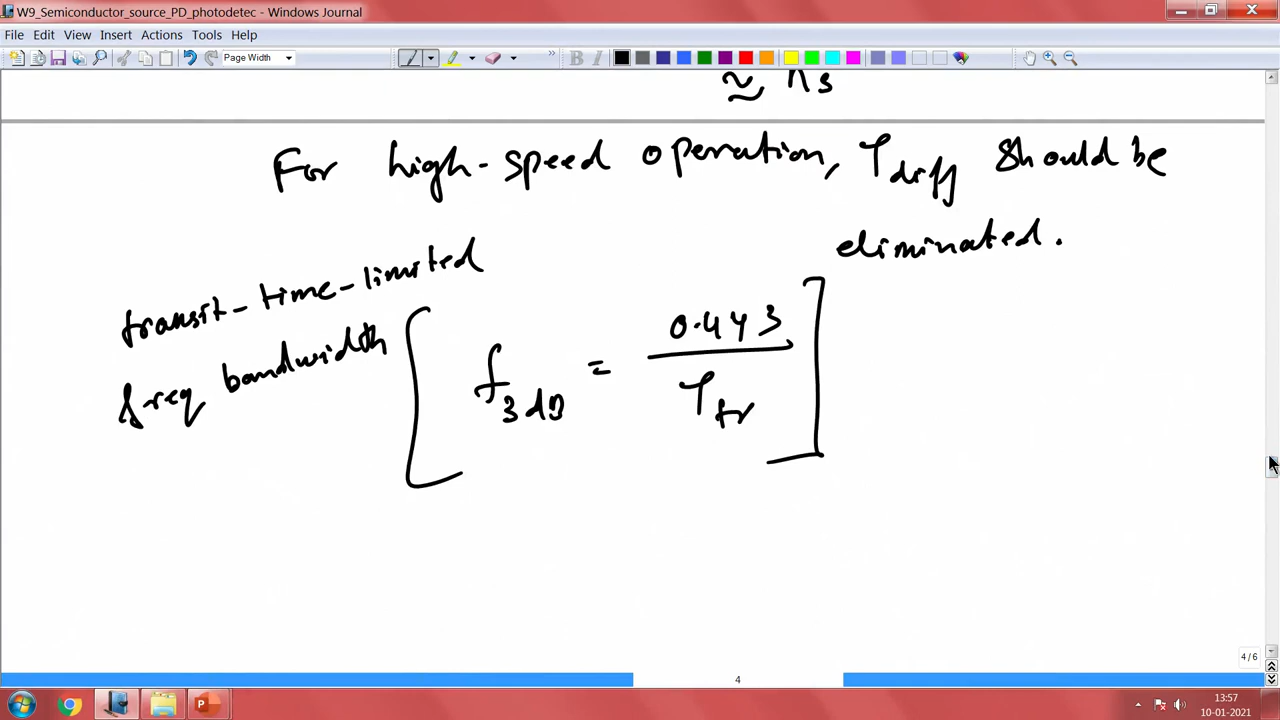 W9_Semiconductor_source_PD_photodetec - Windows Journal
File Edit View Insert Actions Tools Help
Page Width
≈ ns
For high-speed operation, τdiff should be
eliminated.
transit-time-limited
freq bandwidth [ f3dB = 0.443 / τtr ]
4/6
4
13:57
10-01-2021